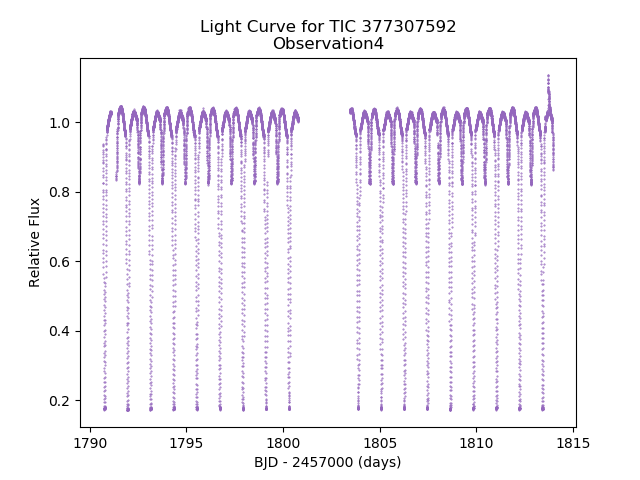 Light Curve for TIC 377307592
Observation4
1.0
0.8
0.6
0.4
0.2
Relative Flux
1790
1795
1800
1805
1810
1815
BJD - 2457000 (days)